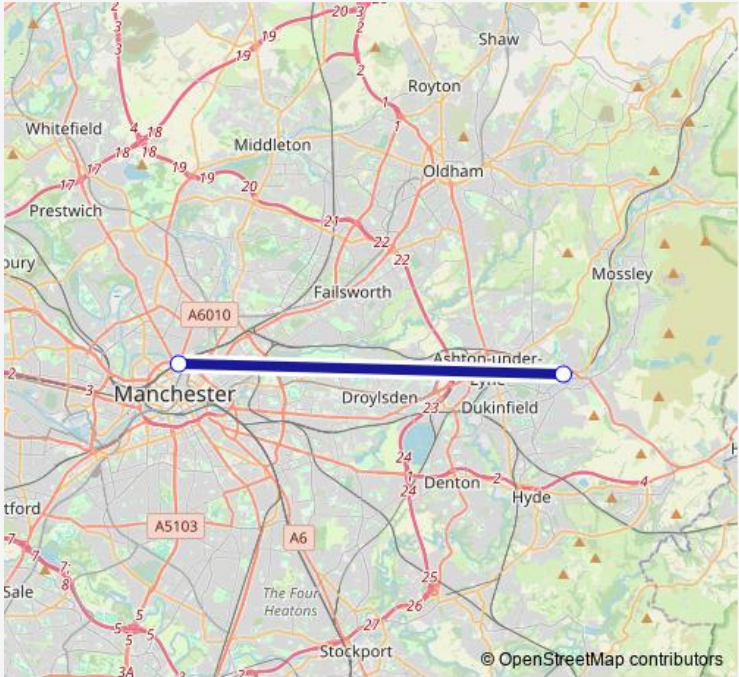 20
3
2
3
3
20
19
19
2
Shaw
Royton
1
1
Whitefield
4
18
18
18
Middleton
17
17
19
19
20
Oldham
Prestwich
21
22
22
bury
Mossley
Failsworth
A6010
Ashton-under-
Lyne
2
3
Manchester
Droylsden
23
Dukinfield
24
1
24
Denton
2
4
Hyde
tford
A5103
A6
7
7
7
8
Sale
25
26
The Four
Heatons
5
5
5
5
27
Stockport
3A
© OpenStreetMap contributors